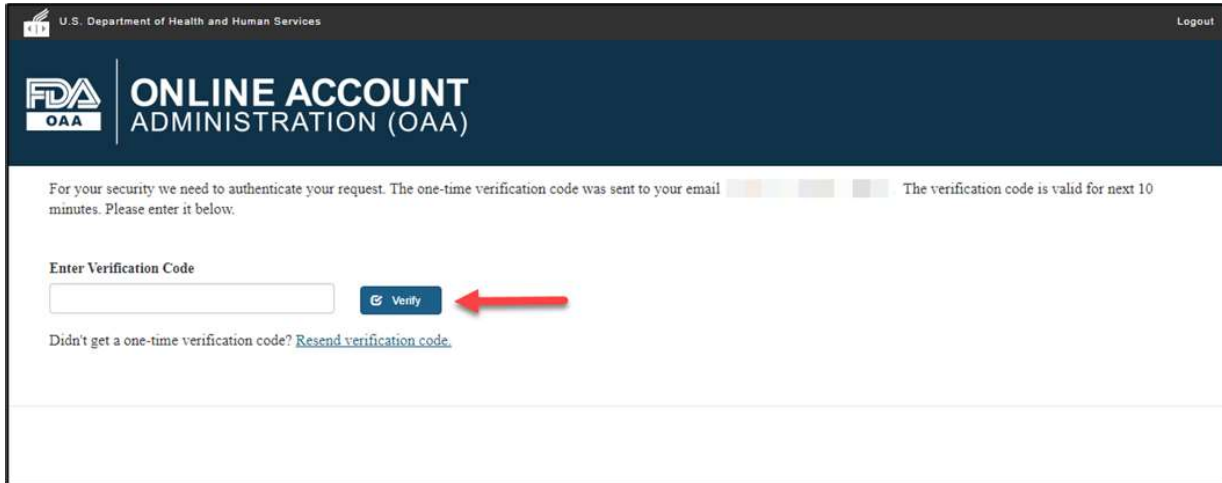 U.S. Department of Health and Human Services
Logout
FDA
OAA
ONLINE ACCOUNT
ADMINISTRATION (OAA)
For your security we need to authenticate your request. The one-time verification code was sent to your email The verification code is valid for next 10
minutes. Please enter it below.
Enter Verification Code
Verify
Didn't get a one-time verification code? Resend verification code.